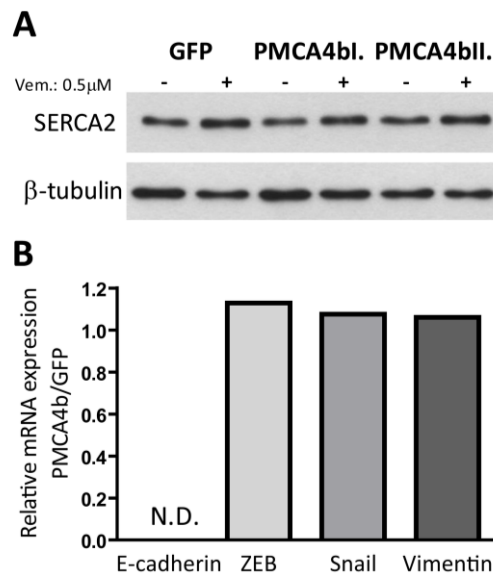 A
GFP PMCA4bI. PMCA4bII.
Vem.: 0.5μM - + - + - +
SERCA2
β-tubulin
B
Relative mRNA expression
PMCA4b/GFP
1.2
1.0
0.8
0.6
0.4
0.2
0.0
N.D.
E-cadherin ZEB Snail Vimentin